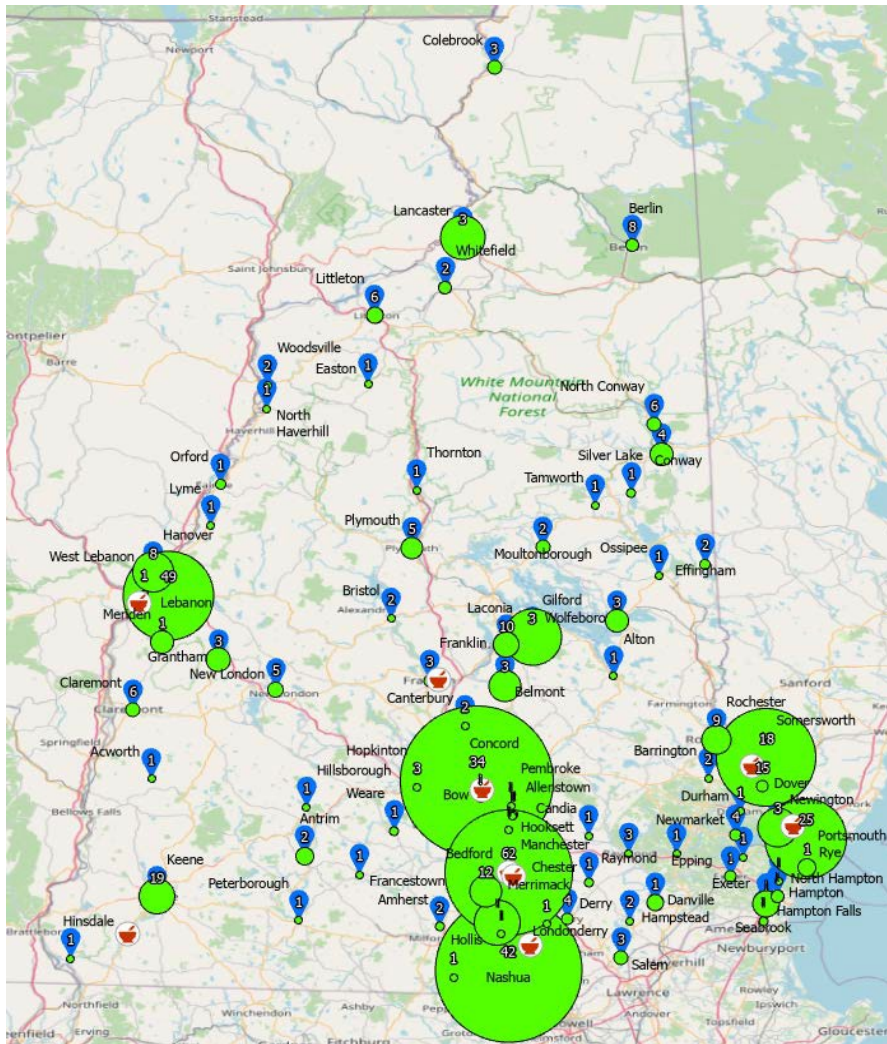 Stanstead
Newport
Colebrook
3
Lancaster
3
Berlin
8
Whitefield
2
Saint Johnsbury
Littleton
6
Montpelier
Barre
Woodsville
2
Easton
1
1
North
Haverhill
White Mountain
National
Forest
North Conway
6
4
Conway
Haverhill
Orford
1
Thornton
1
Silver Lake
1
Tamworth
1
Lyme
1
Plymouth
5
Hanover
2
Moultonborough
Ossipee
1
2
Effingham
West Lebanon
8
1
49
Lebanon
Meriden
Bristol
2
Alexandria
Laconia
10
Gilford
3
Wolfeboro
3
Alton
1
1
Grantham
3
Franklin
3
3
Belmont
New London
5
Claremont
6
Canterbury
2
Sanford
Farmington
Rochester
9
Somersworth
18
Springfield
Acworth
1
Hopkinton
3
Concord
34
Barrington
2
15
Dover
Hillsborough
1
Pembroke
Allenstown
Bow
Weare
1
Candia
1
Durham
1
Newington
3
25
Bellows Falls
Antrim
2
Hooksett
Newmarket
4
Portsmouth
Manchester
62
Raymond
3
1
Epping
1
1
Rye
Keene
19
Francestown
1
Bedford
12
Chester
1
Exeter
1
North Hampton
Peterborough
1
Merrimack
Danville
1
Hampton
Amherst
2
1
4
Derry
2
Hampstead
Hampton Falls
Hinsdale
1
Brattleboro
Milford
Hollis
1
Londonderry
42
Nashua
Seabrook
3
Salem
Newburyport
Haverhill
Lawrence
Rowley
Northfield
Ashby
Ipswich
Topsfield
Erving
Fitchburg
Gloucester